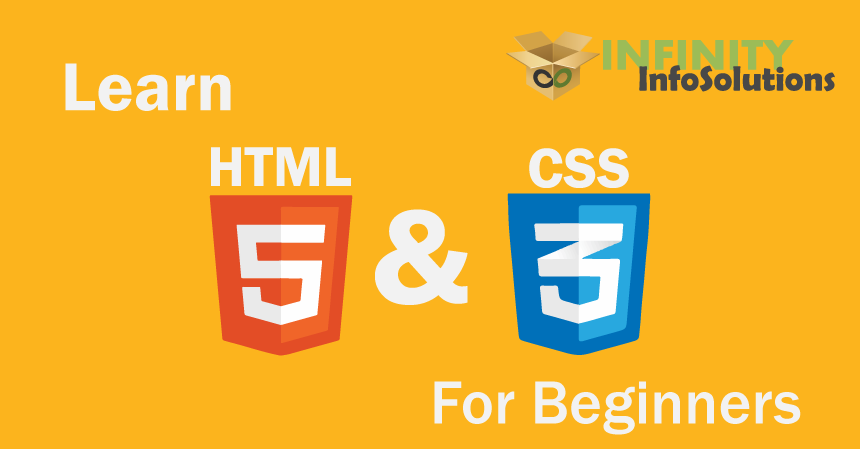 INFINITY
InfoSolutions
Learn
HTML
CSS
5
&
3
For Beginners